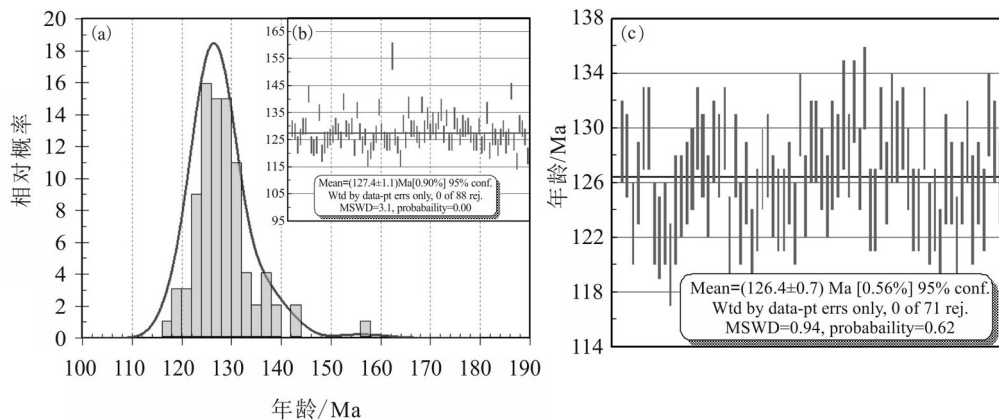 (a)
相对概率
20
18
16
14
12
10
8
6
4
2
0
100 110 120 130 140 150 160 170 180 190
年龄/Ma
(b)
165
155
145
135
125
115
105
95
Mean=(127.4±1.1)Ma[0.90%] 95% conf.
Wtd by data-pt errs only, 0 of 88 rej.
MSWD=3.1, probabaility=0.00
(c)
年龄/Ma
138
134
130
126
122
118
114
Mean=(126.4±0.7) Ma [0.56%] 95% conf.
Wtd by data-pt errs only, 0 of 71 rej.
MSWD=0.94, probabaility=0.62